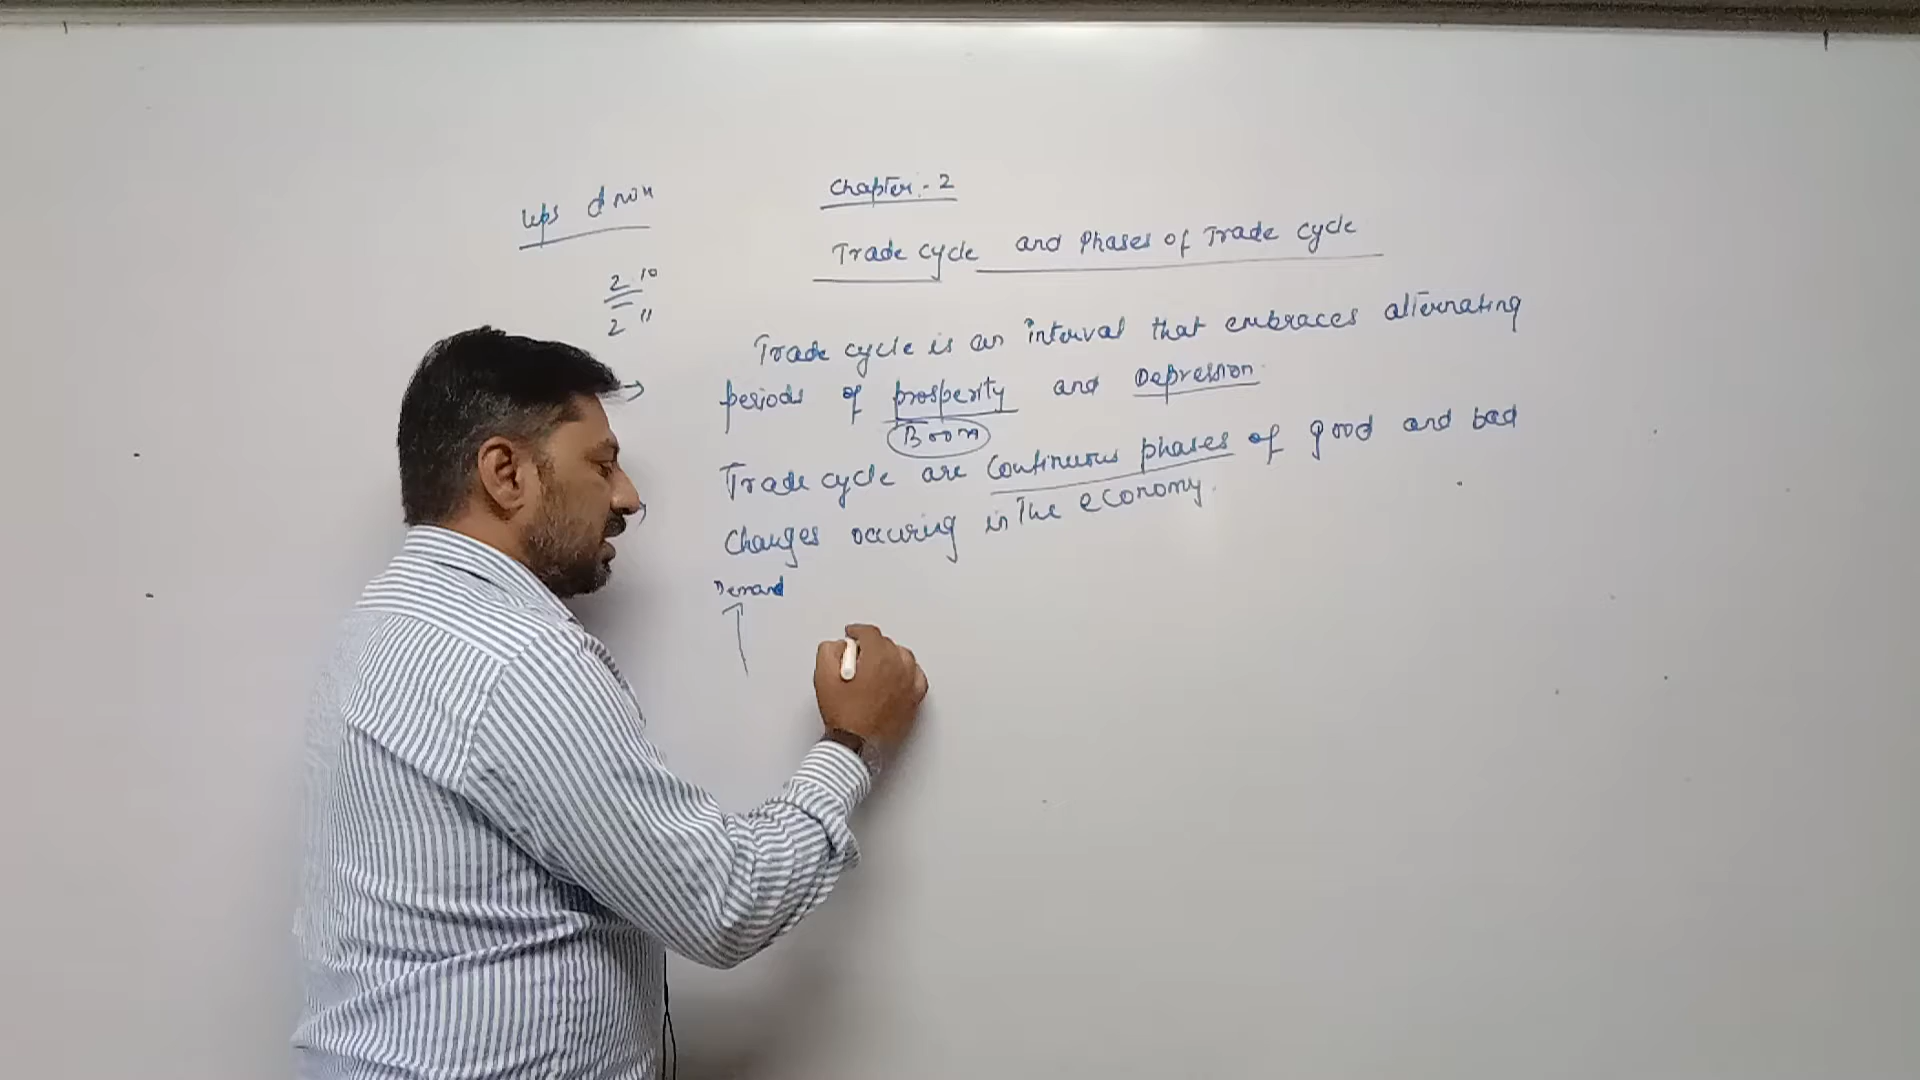 Chapter:- 2
Trade cycle and Phases of Trade cycle
ups down
2 10
2 11
Trade cycle is an interval that embraces alternating
periods of prosperity and Depression.
Boom
Trade cycle are continuous phases of good and bad
changes occuring in The economy.
Demand